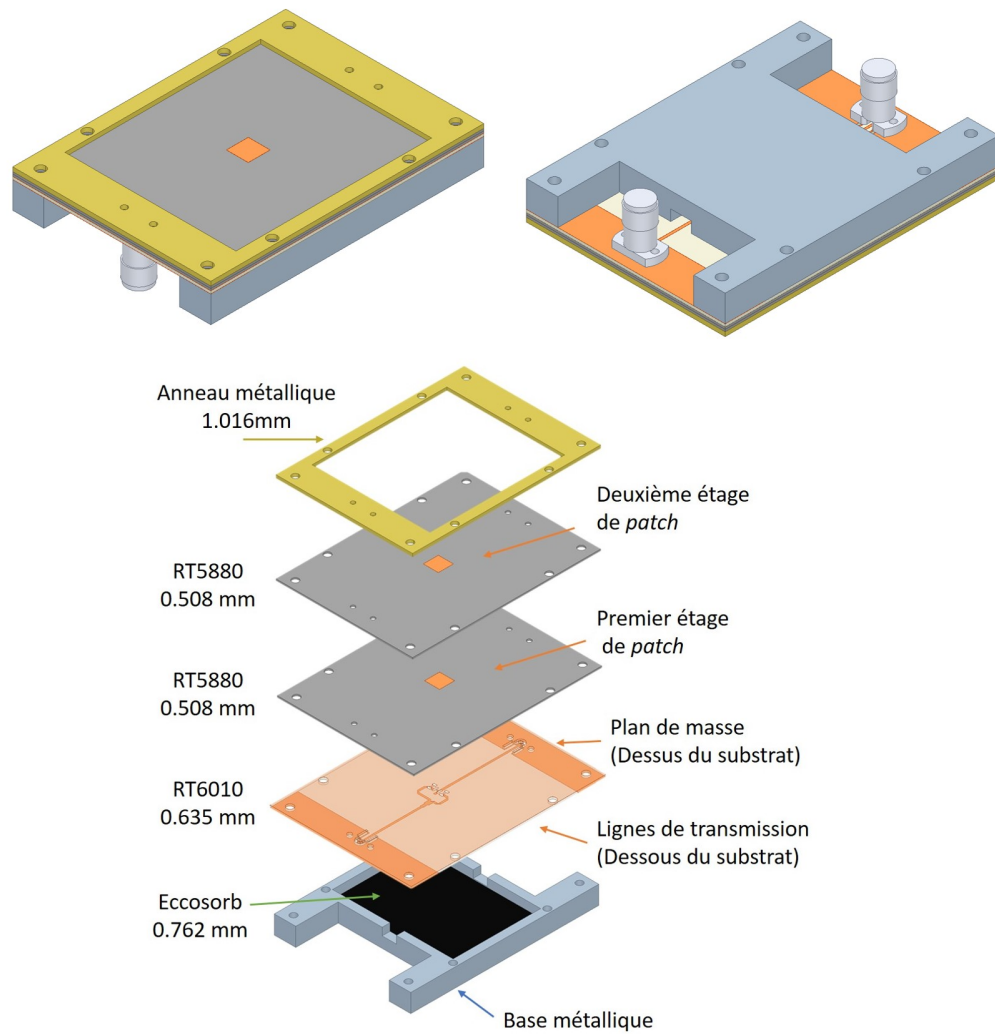 Anneau métallique
1.016mm
Deuxième étage
de patch
RT5880
0.508 mm
Premier étage
de patch
RT5880
0.508 mm
Plan de masse
(Dessus du substrat)
RT6010
0.635 mm
Lignes de transmission
(Dessous du substrat)
Eccosorb
0.762 mm
Base métallique